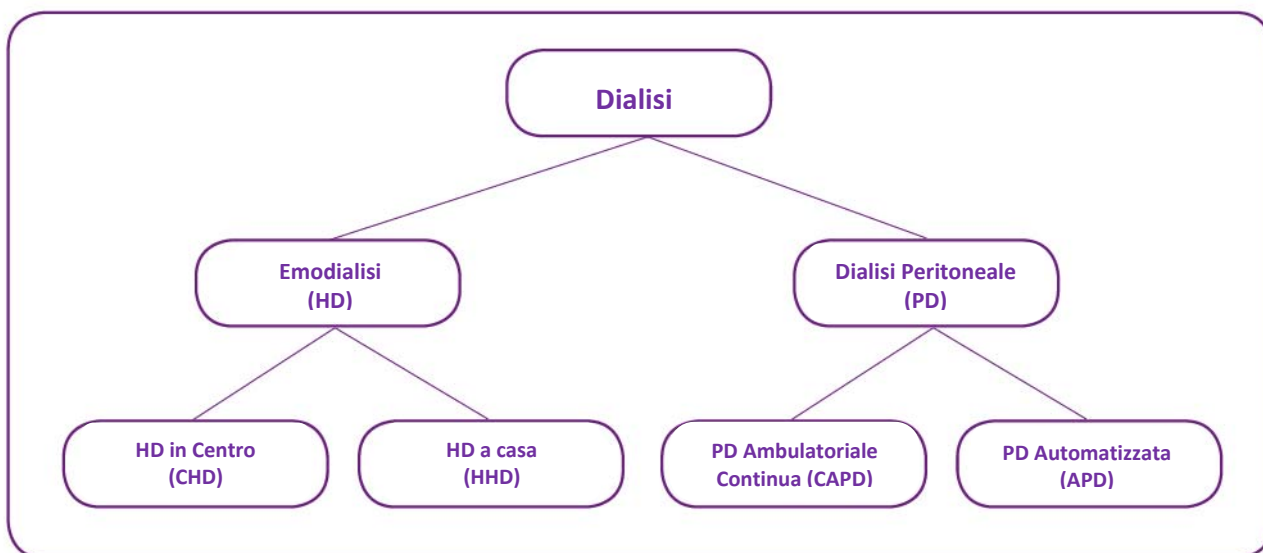 Dialisi
Emodialisi
(HD)
Dialisi Peritoneale
(PD)
HD in Centro
(CHD)
HD a casa
(HHD)
PD Ambulatoriale
Continua (CAPD)
PD Automatizzata
(APD)